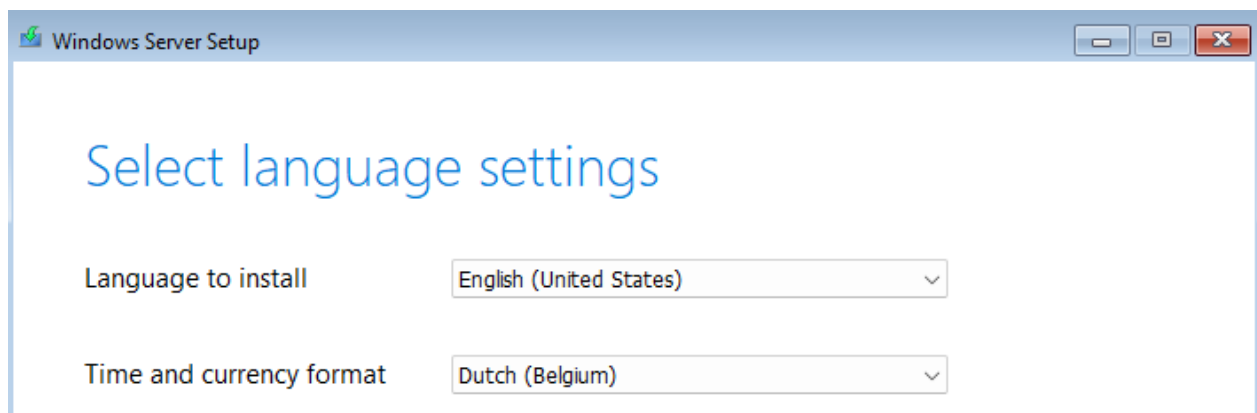 Windows Server Setup
Select language settings
Language to install English (United States)
Time and currency format Dutch (Belgium)